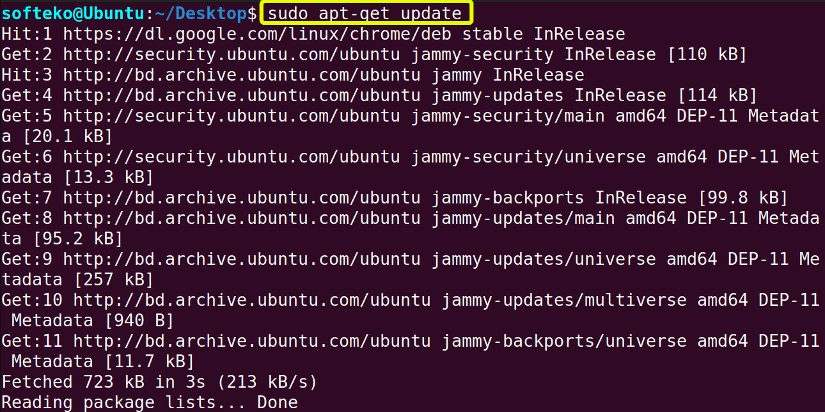 softeko@Ubuntu:~/Desktop$ sudo apt-get update
Hit:1 https://dl.google.com/linux/chrome/deb stable InRelease
Get:2 http://security.ubuntu.com/ubuntu jammy-security InRelease [110 kB]
Hit:3 http://bd.archive.ubuntu.com/ubuntu jammy InRelease
Get:4 http://bd.archive.ubuntu.com/ubuntu jammy-updates InRelease [114 kB]
Get:5 http://security.ubuntu.com/ubuntu jammy-security/main amd64 DEP-11 Metadat
a [20.1 kB]
Get:6 http://security.ubuntu.com/ubuntu jammy-security/universe amd64 DEP-11 Met
adata [13.3 kB]
Get:7 http://bd.archive.ubuntu.com/ubuntu jammy-backports InRelease [99.8 kB]
Get:8 http://bd.archive.ubuntu.com/ubuntu jammy-updates/main amd64 DEP-11 Metada
ta [95.2 kB]
Get:9 http://bd.archive.ubuntu.com/ubuntu jammy-updates/universe amd64 DEP-11 Me
tadata [257 kB]
Get:10 http://bd.archive.ubuntu.com/ubuntu jammy-updates/multiverse amd64 DEP-11
 Metadata [940 B]
Get:11 http://bd.archive.ubuntu.com/ubuntu jammy-backports/universe amd64 DEP-11
 Metadata [11.7 kB]
Fetched 723 kB in 3s (213 kB/s)
Reading package lists... Done